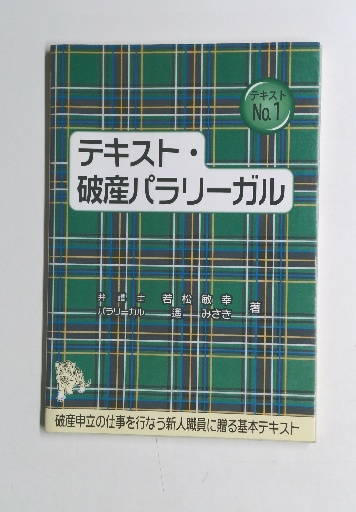 テキスト
No.1
テキスト・
破産パラリーガル
弁護士 若松敏幸
パラリーガル 遙 みさき 著
破産申立の仕事を行なう新人職員に贈る基本テキスト